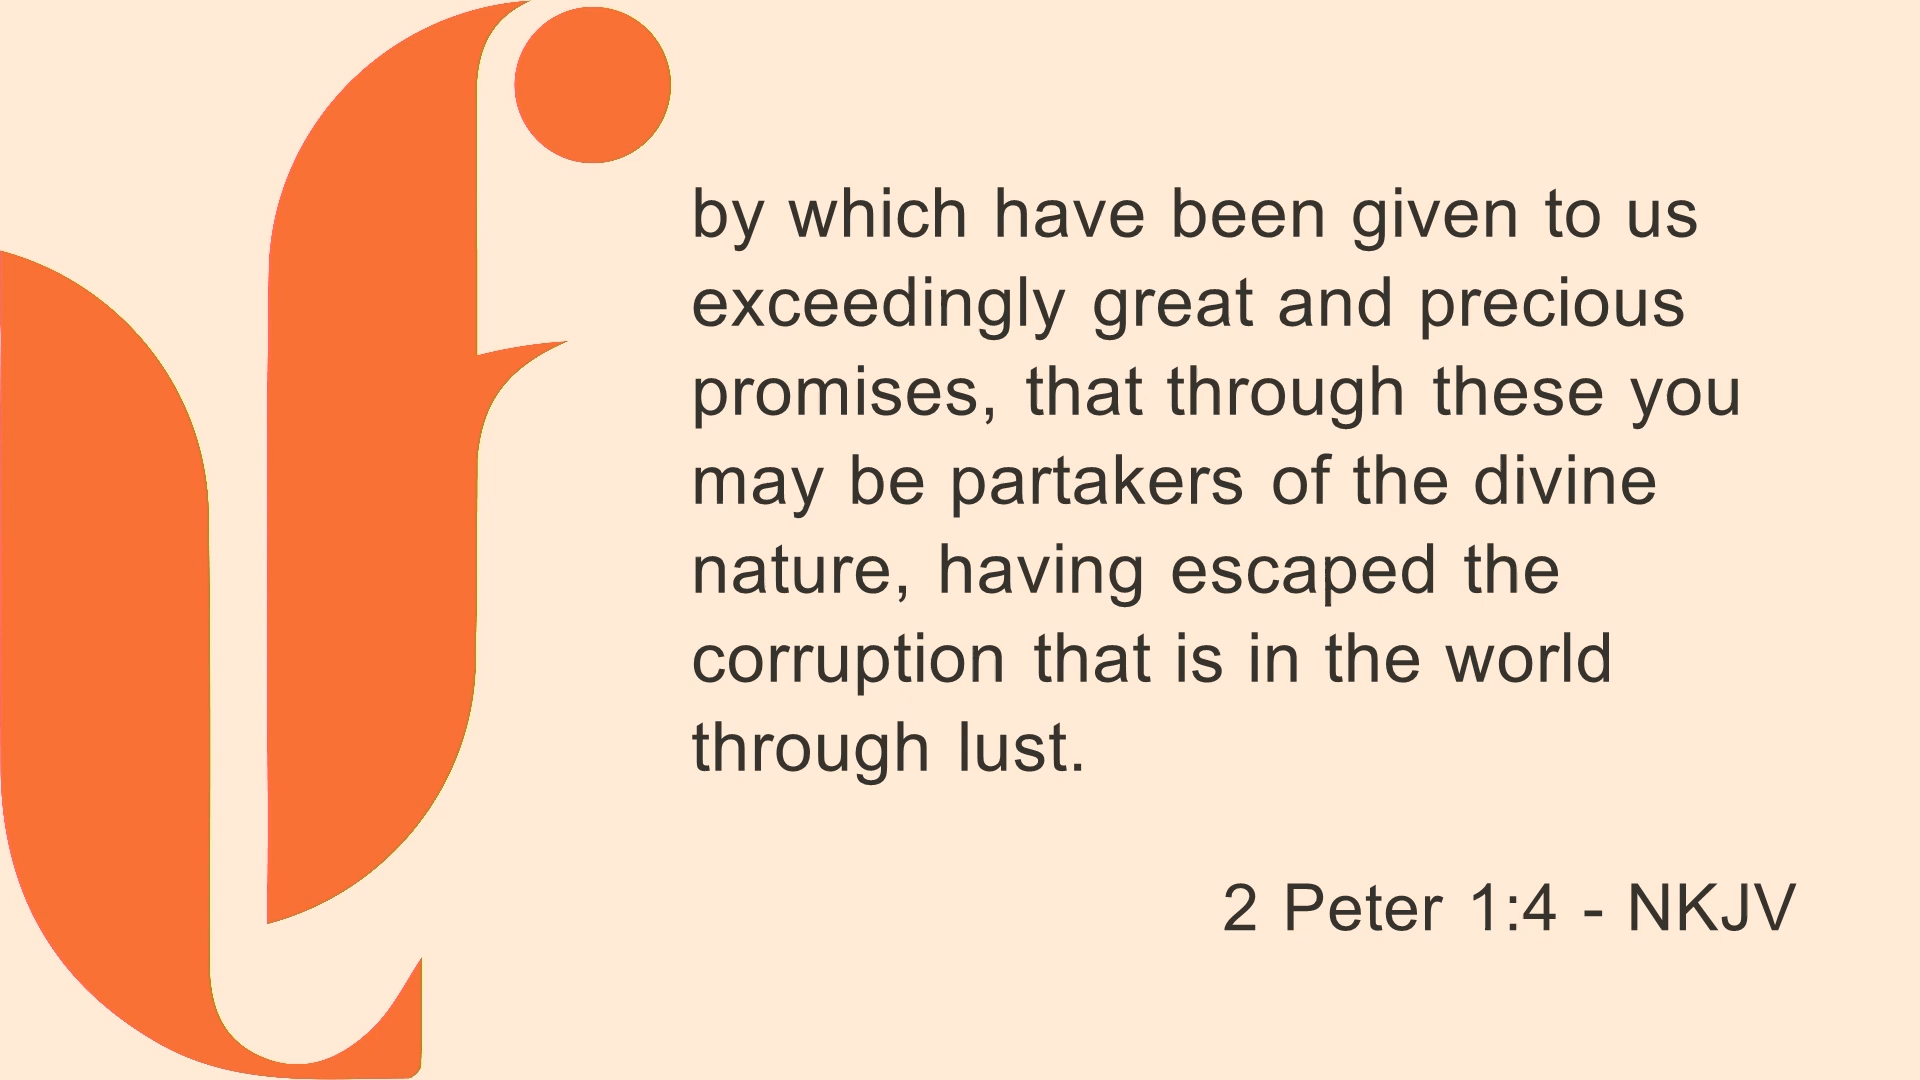 by which have been given to us
exceedingly great and precious
promises, that through these you
may be partakers of the divine
nature, having escaped the
corruption that is in the world
through lust.
2 Peter 1:4 - NKJV